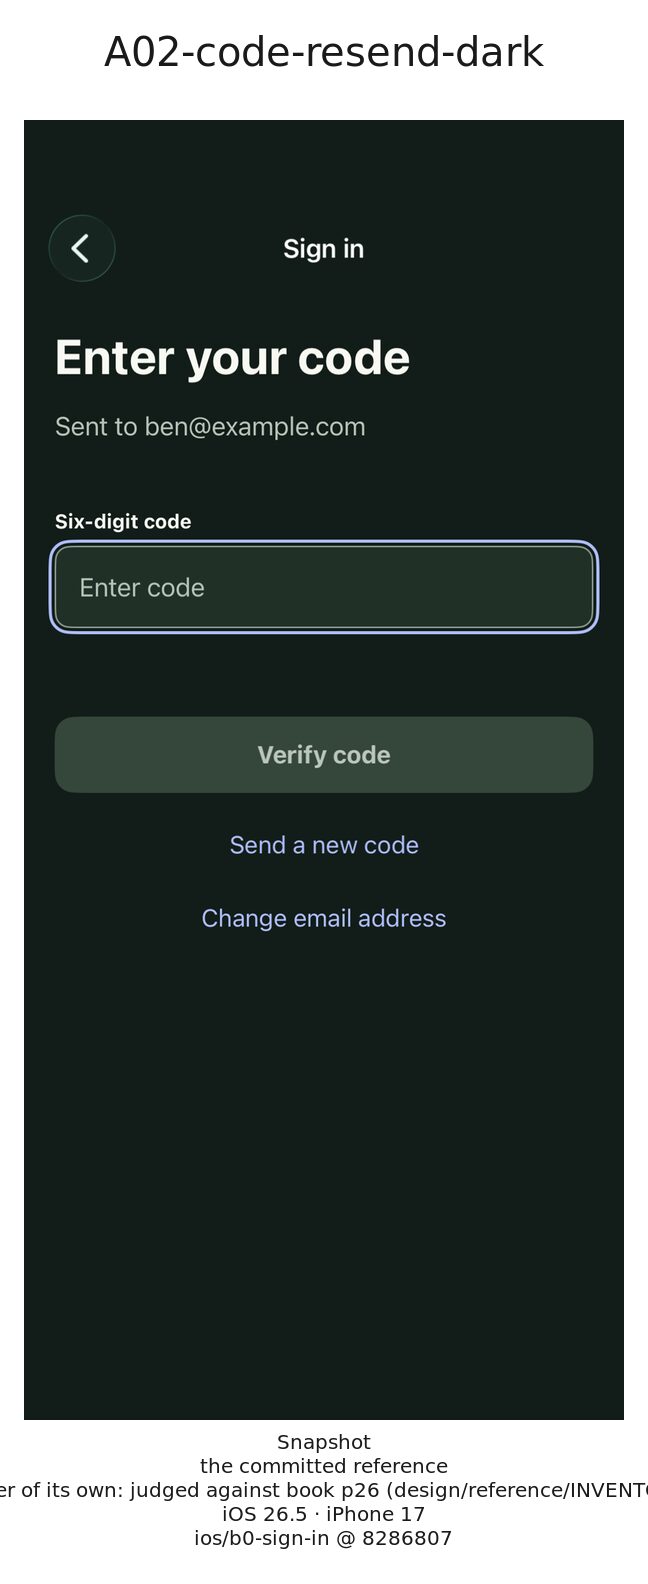 A02-code-resend-dark
Sign in
Enter your code
Sent to ben@example.com
Six-digit code
Enter code
Verify code
Send a new code
Change email address
Snapshot
the committed reference
of its own: judged against book p26 (design/reference/
iOS 26.5 · iPhone 17
ios/b0-sign-in @ 8286807